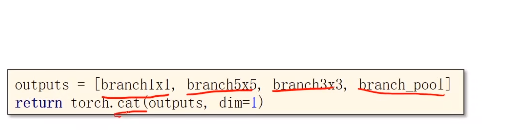 outputs = [branch1x1, branch5x5, branch3x3, branch_pool]
return torch.cat(outputs, dim=1)